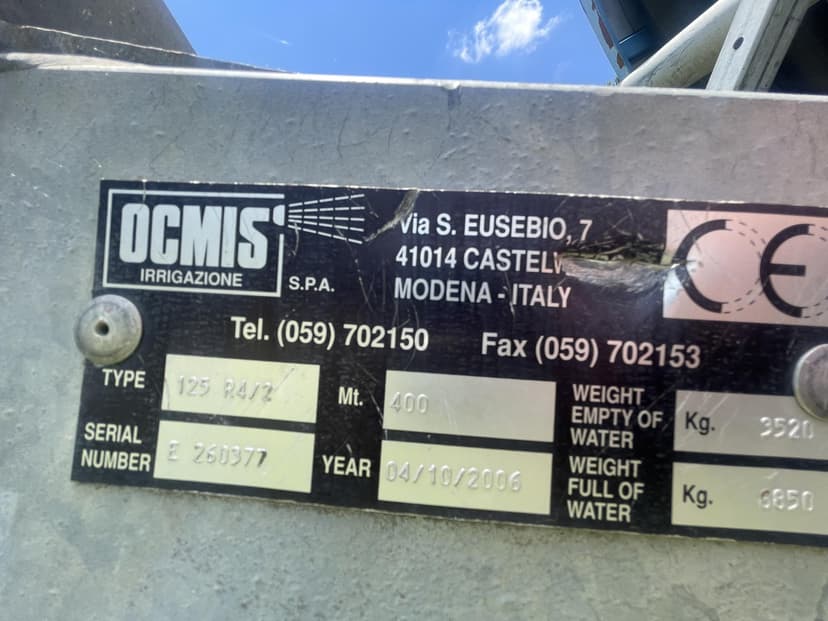 OCMIS
IRRIGAZIONE
S.P.A.
Via S. EUSEBIO, 7
41014
MODENA - ITALY
CE
Tel. (059) 702150
Fax (059) 702153
TYPE 125 R4/2
Mt. 400
WEIGHT EMPTY OF WATER Kg. 3520
SERIAL NUMBER E 260377
YEAR 04/10/2006
WEIGHT FULL OF WATER Kg.